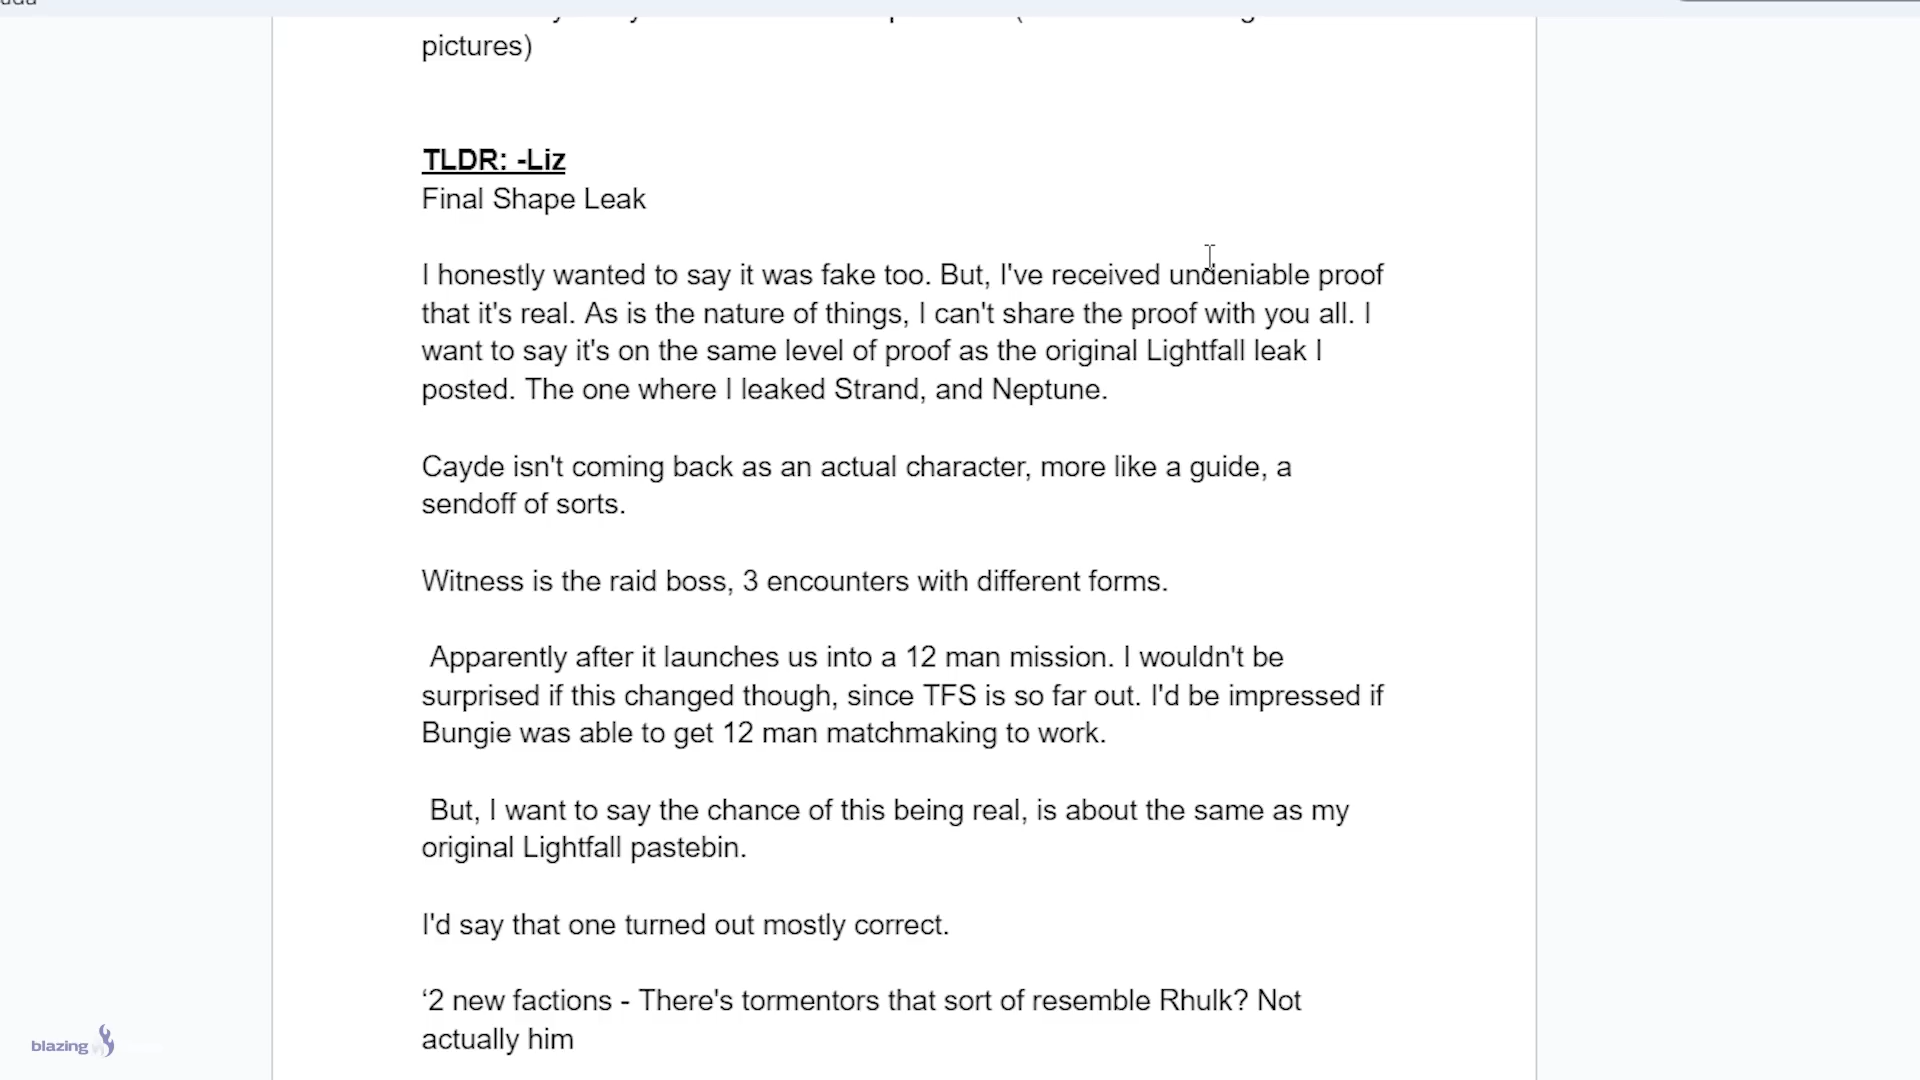 pictures)
TLDR: -Liz
Final Shape Leak
I honestly wanted to say it was fake too. But, I've received undeniable proof
that it's real. As is the nature of things, I can't share the proof with you all. I
want to say it's on the same level of proof as the original Lightfall leak I
posted. The one where I leaked Strand, and Neptune.
Cayde isn't coming back as an actual character, more like a guide, a
sendoff of sorts.
Witness is the raid boss, 3 encounters with different forms.
Apparently after it launches us into a 12 man mission. I wouldn't be
surprised if this changed though, since TFS is so far out. I'd be impressed if
Bungie was able to get 12 man matchmaking to work.
But, I want to say the chance of this being real, is about the same as my
original Lightfall pastebin.
I'd say that one turned out mostly correct.
‘2 new factions - There's tormentors that sort of resemble Rhulk? Not
actually him
blazing